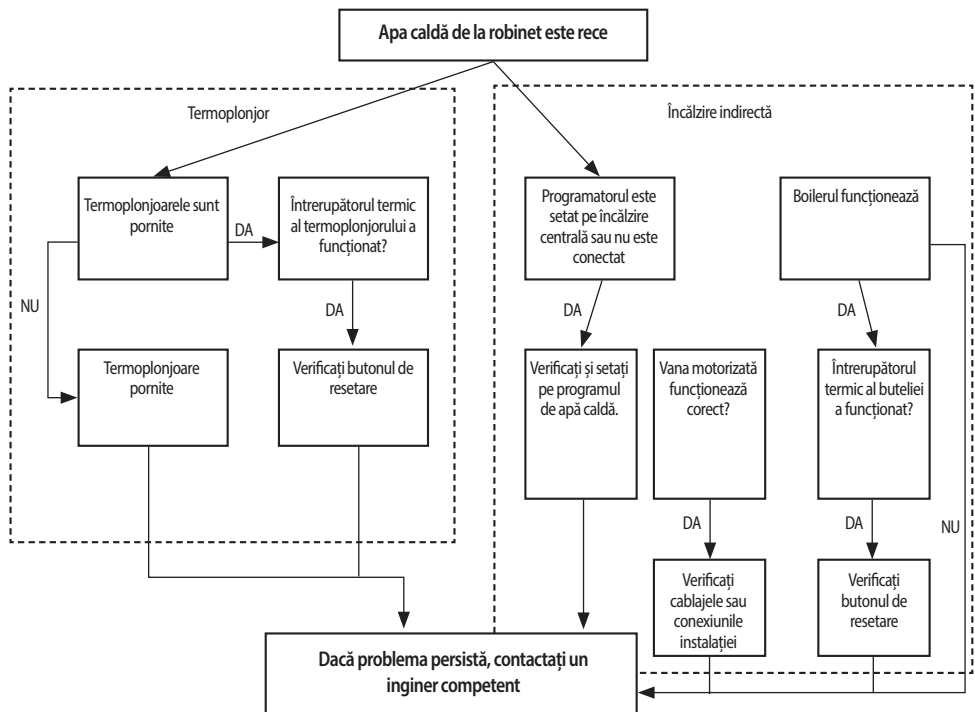 Apa caldă de la robinet este rece
Termoplonjor
Încălzire indirectă
Termoplonjoarele sunt
pornite
DA
Întrerupătorul termic
al termoplonjorului a
funcționat?
Programatorul este
setat pe încălzire
centrală sau nu este
conectat
Boilerul funcționează
NU
DA
DA
DA
Termoplonjoare
pornite
Verificați butonul de
resetare
Verificați și setați
pe programul
de apă caldă.
Vana motorizată
funcționează
corect?
Întrerupătorul
termic al buteliei
a funcționat?
DA
DA
NU
Verificați
cablajele sau
conexiunile
instalației
Verificați
butonul de
resetare
Dacă problema persistă, contactați un
inginer competent